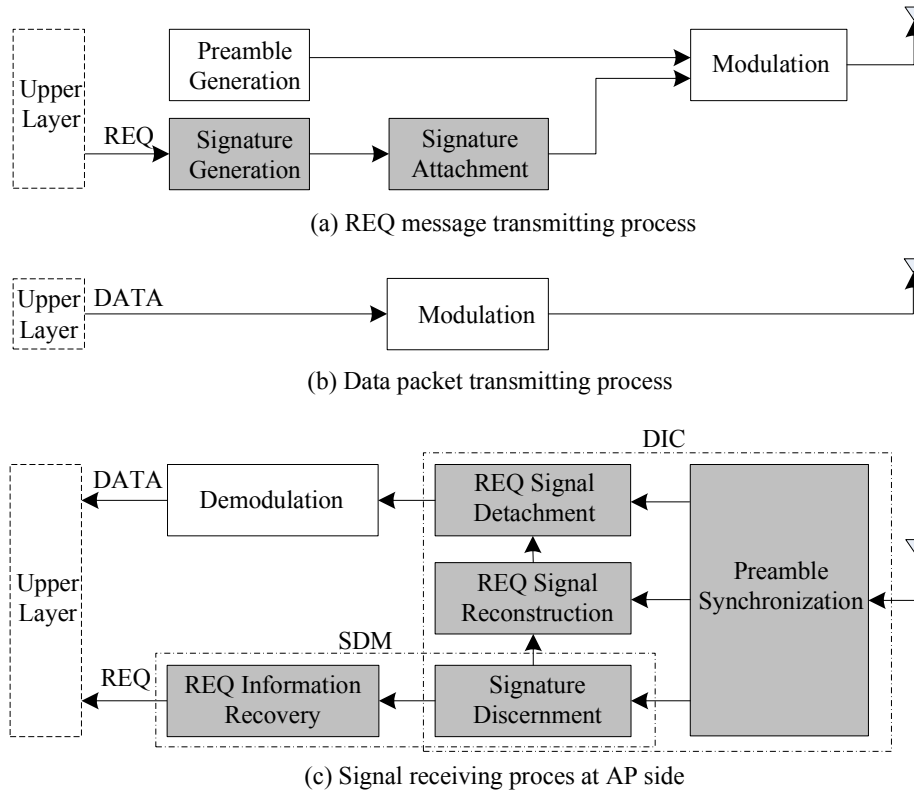 Upper
Layer
REQ
Preamble
Generation
Signature
Generation
Signature
Attachment
Modulation
(a) REQ message transmitting process
Upper
Layer
DATA
Modulation
(b) Data packet transmitting process
DIC
Upper
Layer
DATA
Demodulation
REQ Signal
Detachment
REQ Signal
Reconstruction
Preamble
Synchronization
SDM
REQ
REQ Information
Recovery
Signature
Discernment
(c) Signal receiving proces at AP side